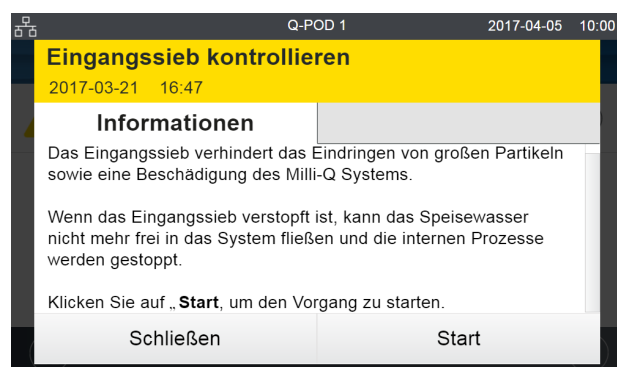 Q-POD 1 2017-04-05 10:00
Eingangssieb kontrollieren
2017-03-21 16:47
Informationen
Das Eingangssieb verhindert das Eindringen von großen Partikeln
sowie eine Beschädigung des Milli-Q Systems.
Wenn das Eingangssieb verstopft ist, kann das Speisewasser
nicht mehr frei in das System fließen und die internen Prozesse
werden gestoppt.
Klicken Sie auf „Start, um den Vorgang zu starten.
Schließen Start